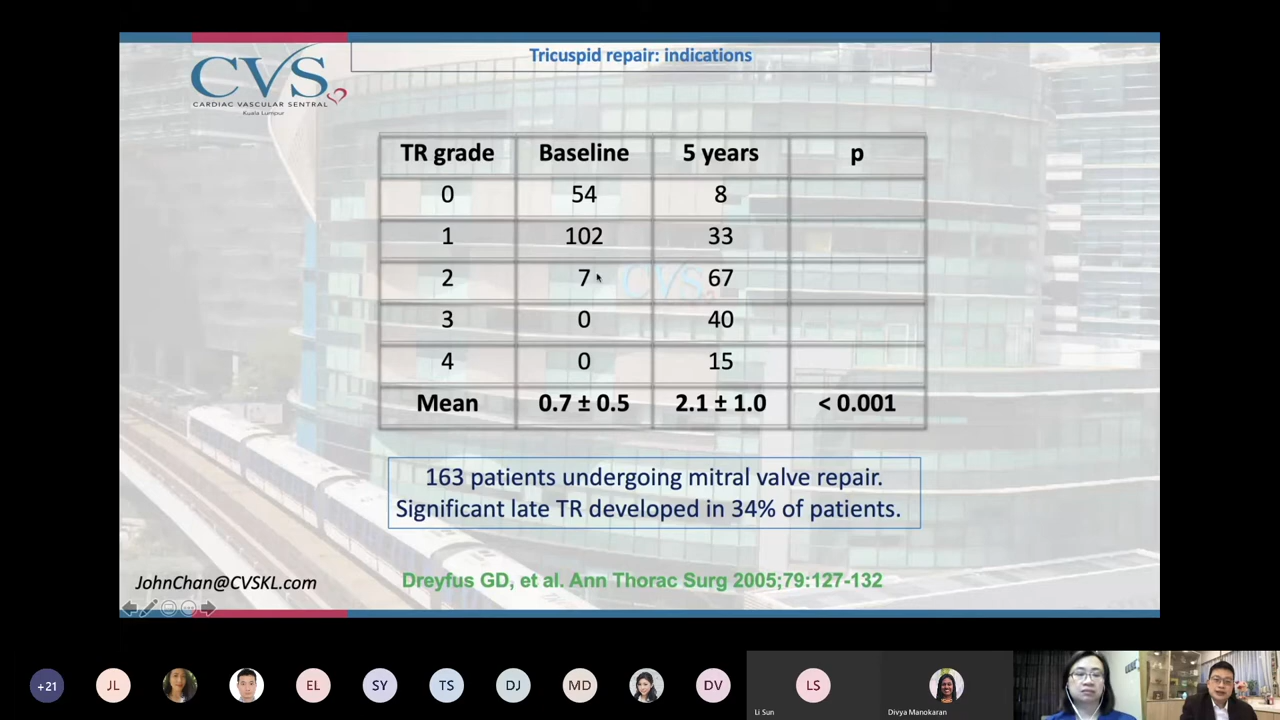 Tricuspid repair: indications
CVS
CARDIAC VASCULAR SENTRAL
Kuala Lumpur
TR grade Baseline 5 years p
0 54 8
1 102 33
2 7 67
3 0 40
4 0 15
Mean 0.7 ± 0.5 2.1 ± 1.0 < 0.001
CVS
163 patients undergoing mitral valve repair.
Significant late TR developed in 34% of patients.
JohnChan@CVSKL.com
Dreyfus GD, et al. Ann Thorac Surg 2005;79:127-132
+21 JL EL SY TS DJ MD DV LS
Li Sun
Divya Manokaran